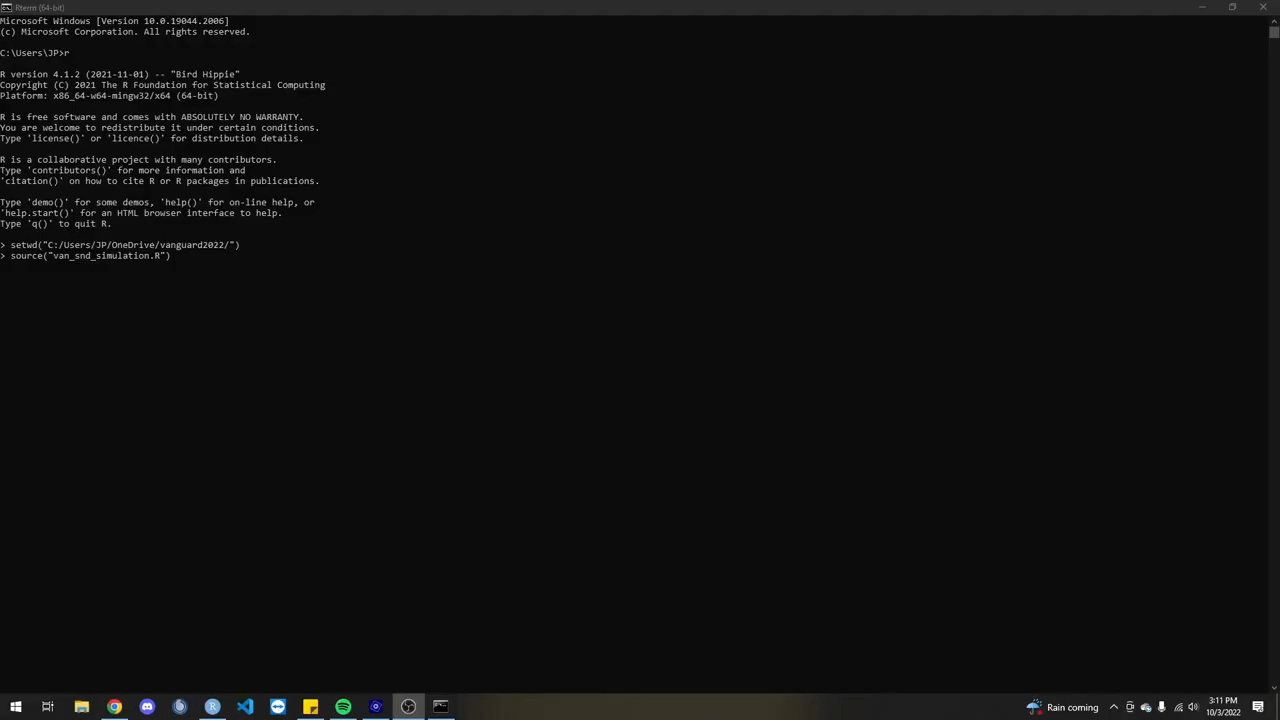 Rterm (64-bit)
Microsoft Windows [Version 10.0.19044.2006]
(c) Microsoft Corporation. All rights reserved.
C:\Users\JP>r
R version 4.1.2 (2021-11-01) -- "Bird Hippie"
Copyright (C) 2021 The R Foundation for Statistical Computing
Platform: x86_64-w64-mingw32/x64 (64-bit)
R is free software and comes with ABSOLUTELY NO WARRANTY.
You are welcome to redistribute it under certain conditions.
Type 'license()' or 'licence()' for distribution details.
R is a collaborative project with many contributors.
Type 'contributors()' for more information and
'citation()' on how to cite R or R packages in publications.
Type 'demo()' for some demos, 'help()' for on-line help, or
'help.start()' for an HTML browser interface to help.
Type 'q()' to quit R.
> setwd("C:/Users/JP/OneDrive/vanguard2022/")
> source("van_snd_simulation.R")
Rain coming
3:11 PM
10/3/2022